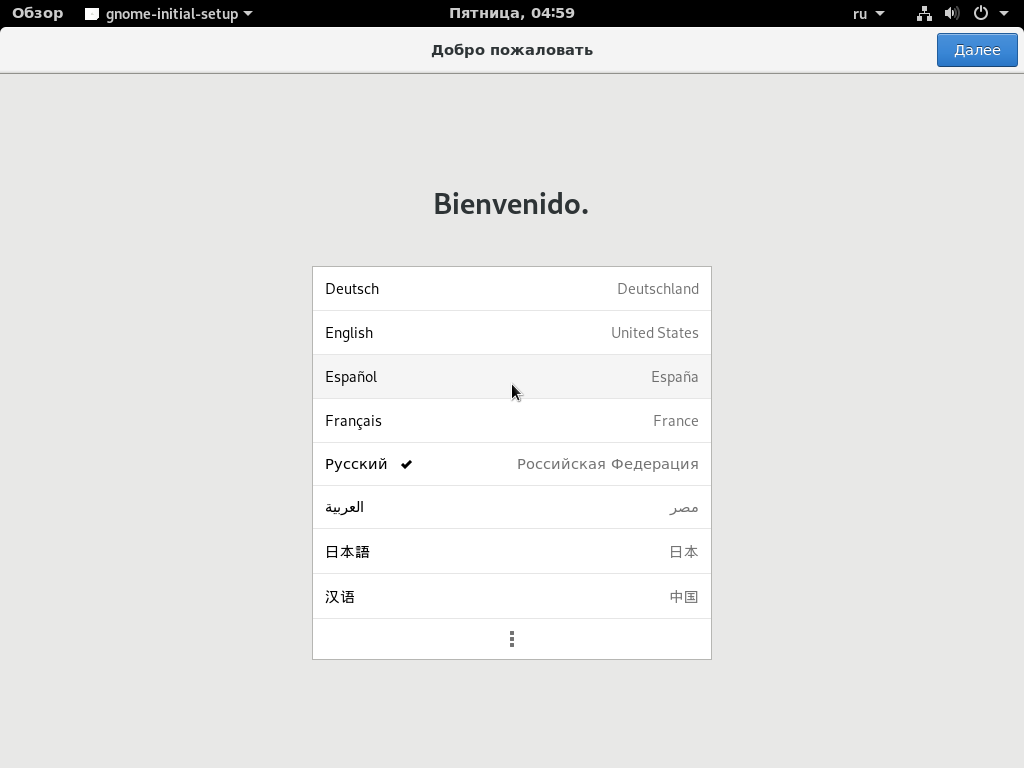 Обзор gnome-initial-setup Пятница, 04:59 ru
Добро пожаловать Далее
Bienvenido.
Deutsch Deutschland
English United States
Español España
Français France
Русский Российская Федерация
العربية مصر
日本語 日本
汉语 中国